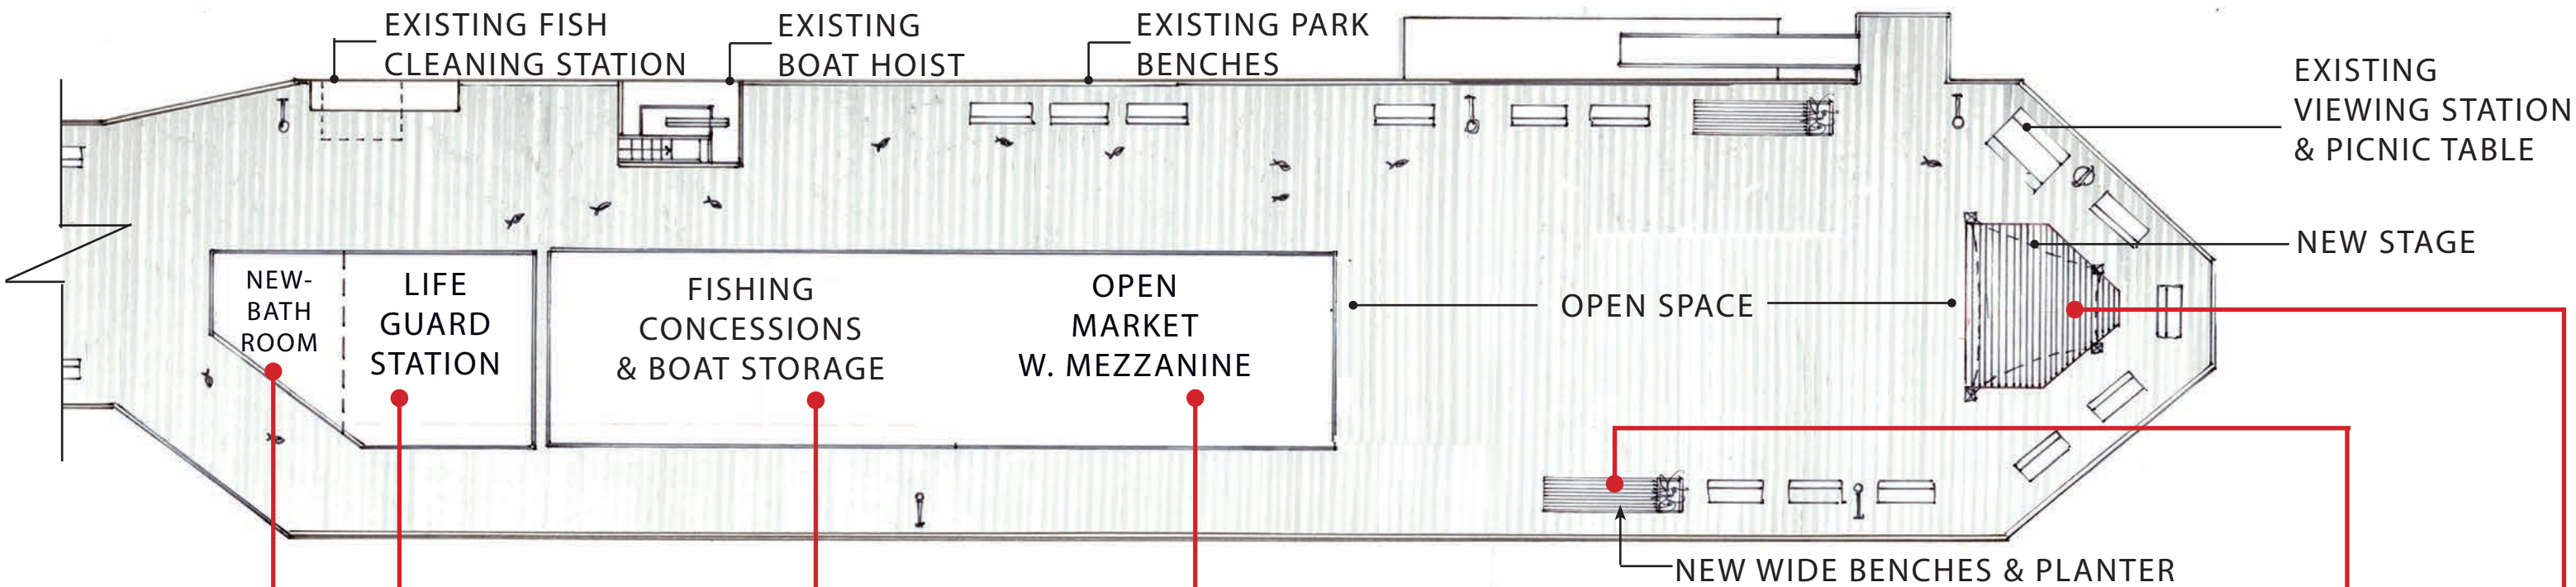 EXISTING FISH
CLEANING STATION
EXISTING
BOAT HOIST
EXISTING PARK
BENCHES
EXISTING
VIEWING STATION
& PICNIC TABLE
NEW STAGE
NEW-
BATH
ROOM
LIFE
GUARD
STATION
FISHING
CONCESSIONS
& BOAT STORAGE
OPEN
MARKET
W. MEZZANINE
OPEN SPACE
NEW WIDE BENCHES & PLANTER